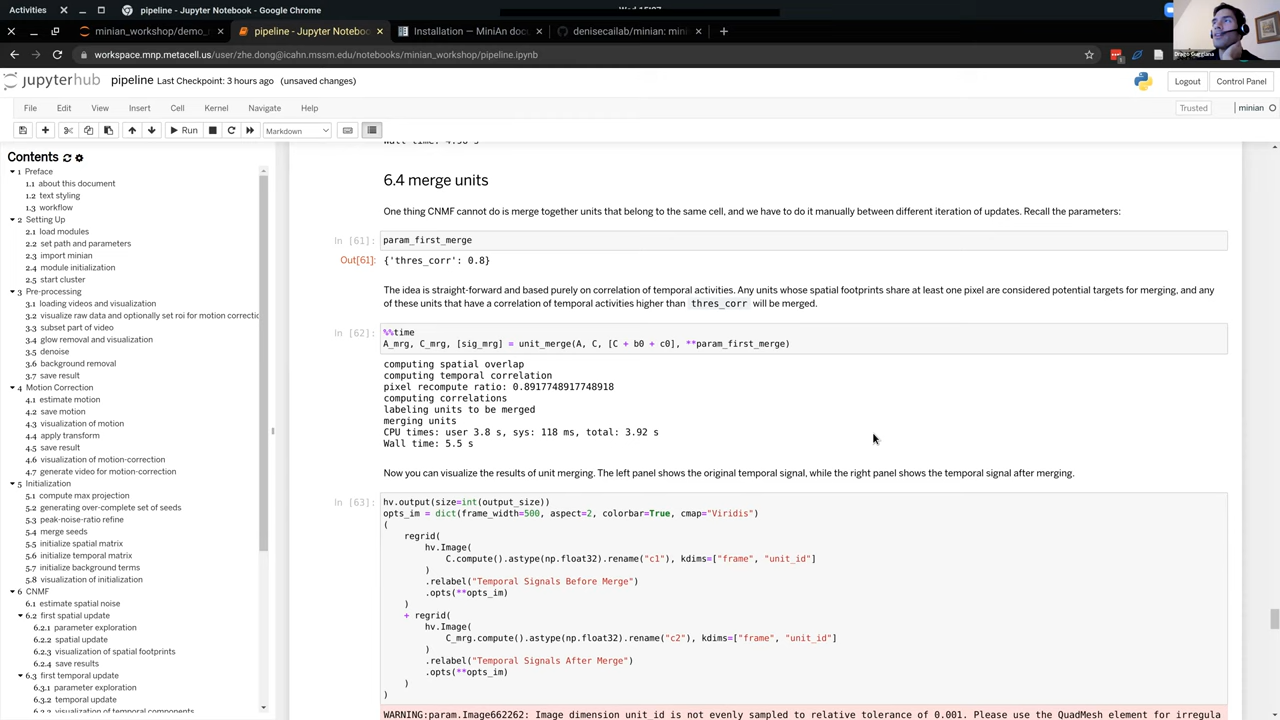 Activities
pipeline - Jupyter Notebook - Google Chrome
minian_workshop/demo_
pipeline - Jupyter Notebook
Installation — MiniAn docu
denisecailab/minian: mini
workspace.mnp.metacell.us/user/zhe.dong@icahn.mssm.edu/notebooks/minian_workshop/pipeline.ipynb
jupyterhub pipeline Last Checkpoint: 3 hours ago (unsaved changes)
Logout Control Panel
File Edit View Insert Cell Kernel Navigate Help
Trusted minian
Run Markdown
Contents
1 Preface
1.1 about this document
1.2 text styling
1.3 workflow
2 Setting Up
2.1 load modules
2.2 set path and parameters
2.3 import minian
2.4 module initialization
2.5 start cluster
3 Pre-processing
3.1 loading videos and visualization
3.2 visualize raw data and optionally set roi for motion correctio
3.3 subset part of video
3.4 glow removal and visualization
3.5 denoise
3.6 background removal
3.7 save result
4 Motion Correction
4.1 estimate motion
4.2 save motion
4.3 visualization of motion
4.4 apply transform
4.5 save result
4.6 visualization of motion-correction
4.7 generate video for motion-correction
5 Initialization
5.1 compute max projection
5.2 generating over-complete set of seeds
5.3 peak-noise-ratio refine
5.4 merge seeds
5.5 initialize spatial matrix
5.6 initialize temporal matrix
5.7 initialize background terms
5.8 visualization of initialization
6 CNMF
6.1 estimate spatial noise
6.2 first spatial update
6.2.1 parameter exploration
6.2.2 spatial update
6.2.3 visualization of spatial footprints
6.2.4 save results
6.3 first temporal update
6.3.1 parameter exploration
6.3.2 temporal update
6.4 merge units
One thing CNMF cannot do is merge together units that belong to the same cell, and we have to do it manually between different iteration of updates. Recall the parameters:
In [61]: param_first_merge
Out[61]: {'thres_corr': 0.8}
The idea is straight-forward and based purely on correlation of temporal activities. Any units whose spatial footprints share at least one pixel are considered potential targets for merging, and any
of these units that have a correlation of temporal activities higher than thres_corr will be merged.
In [62]: %%time
A_mrg, C_mrg, [sig_mrg] = unit_merge(A, C, [C + b0 + c0], **param_first_merge)
computing spatial overlap
computing temporal correlation
pixel recompute ratio: 0.8917748917748918
computing correlations
labeling units to be merged
merging units
CPU times: user 3.8 s, sys: 118 ms, total: 3.92 s
Wall time: 5.5 s
Now you can visualize the results of unit merging. The left panel shows the original temporal signal, while the right panel shows the temporal signal after merging.
In [63]: hv.output(size=int(output_size))
opts_im = dict(frame_width=500, aspect=2, colorbar=True, cmap="Viridis")
(
regrid(
hv.Image(
C.compute().astype(np.float32).rename("c1"), kdims=["frame", "unit_id"]
)
.relabel("Temporal Signals Before Merge")
.opts(**opts_im)
)
+ regrid(
hv.Image(
C_mrg.compute().astype(np.float32).rename("c2"), kdims=["frame", "unit_id"]
)
.relabel("Temporal Signals After Merge")
.opts(**opts_im)
)
)
WARNING:param.Image662262: Image dimension unit_id is not evenly sampled to relative tolerance of 0.001. Please use the QuadMesh element for irregula